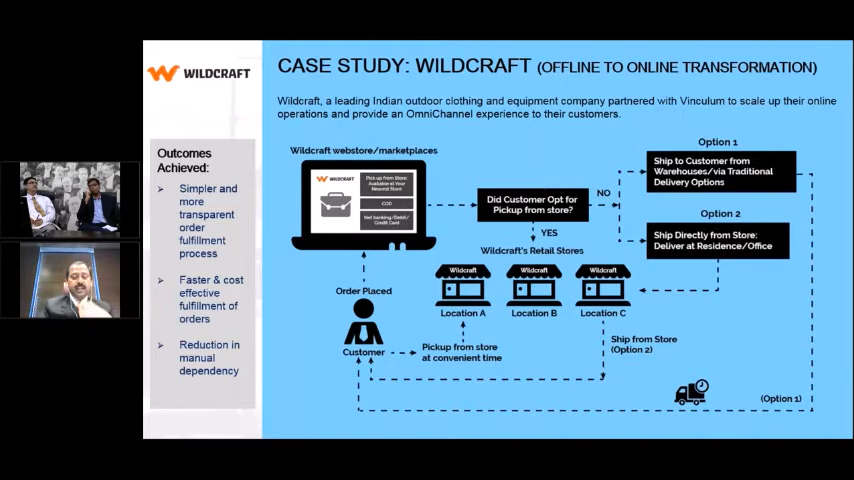 WILDCRAFT
CASE STUDY: WILDCRAFT (OFFLINE TO ONLINE TRANSFORMATION)
Wildcraft, a leading Indian outdoor clothing and equipment company partnered with Vinculum to scale up their online
operations and provide an OmniChannel experience to their customers.
Outcomes
Achieved:
Simpler and
more
transparent
order
fulfillment
process
Faster & cost
effective
fulfillment of
orders
Reduction in
manual
dependency
Wildcraft webstore/marketplaces
WILDCRAFT
Pick up from Store
Available at Your
Nearest Store
COD
Net banking/Debit/
Credit Card
Did Customer Opt for
Pickup from store?
NO
YES
Option 1
Ship to Customer from
Warehouses/via Traditional
Delivery Options
Option 2
Ship Directly from Store:
Deliver at Residence/Office
Wildcraft's Retail Stores
Wildcraft
Wildcraft
Wildcraft
Location A
Location B
Location C
Order Placed
Customer
Pickup from store
at convenient time
Ship from Store
(Option 2)
(Option 1)